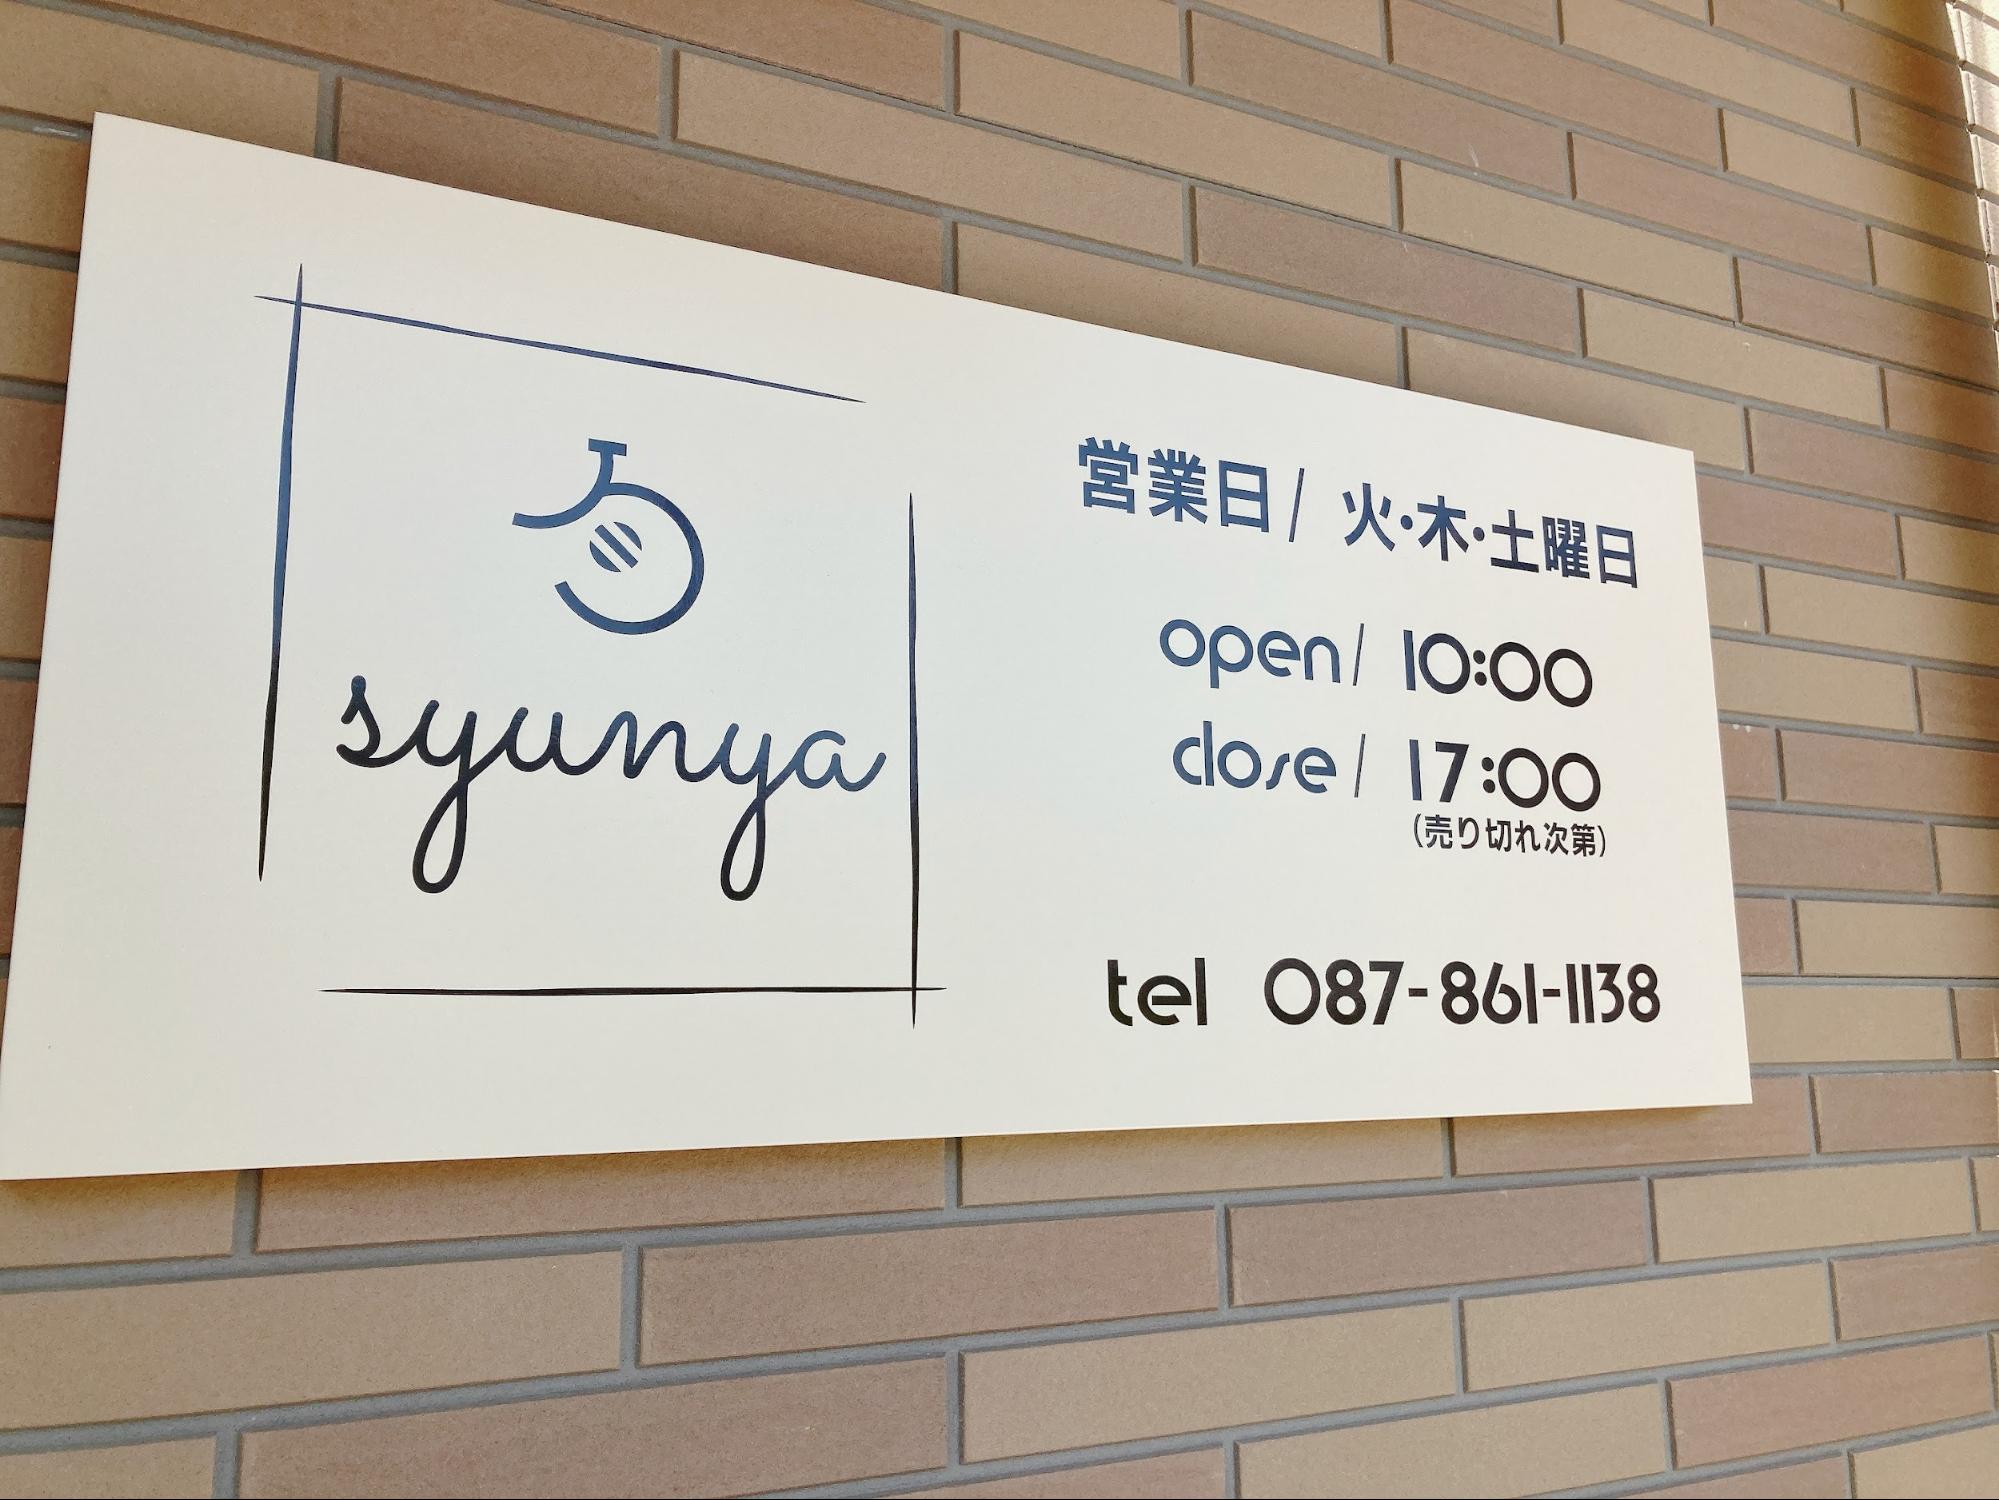 syunya
営業日/ 火・木・土曜日
open/ 10:00
close/ 17:00
(売り切れ次第)
tel 087-861-1138